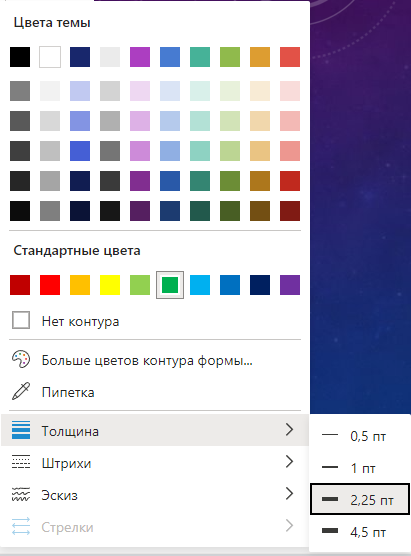 Цвета темы
Стандартные цвета
Нет контура
Больше цветов контура формы...
Пипетка
Толщина
Штрихи
Эскиз
Стрелки
0,5 пт
1 пт
2,25 пт
4,5 пт